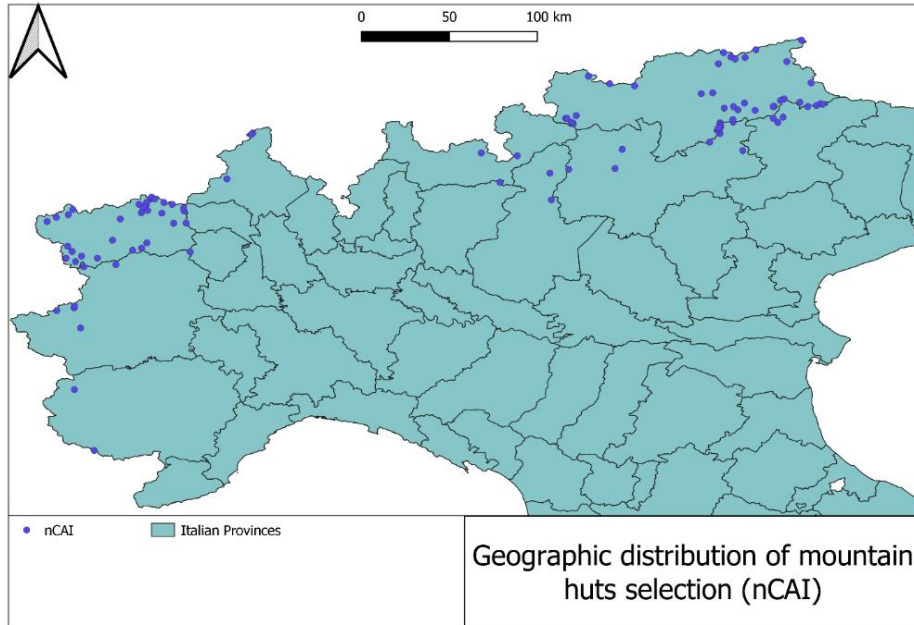 0 50 100 km
nCAI Italian Provinces
Geographic distribution of mountain
huts selection (nCAI)